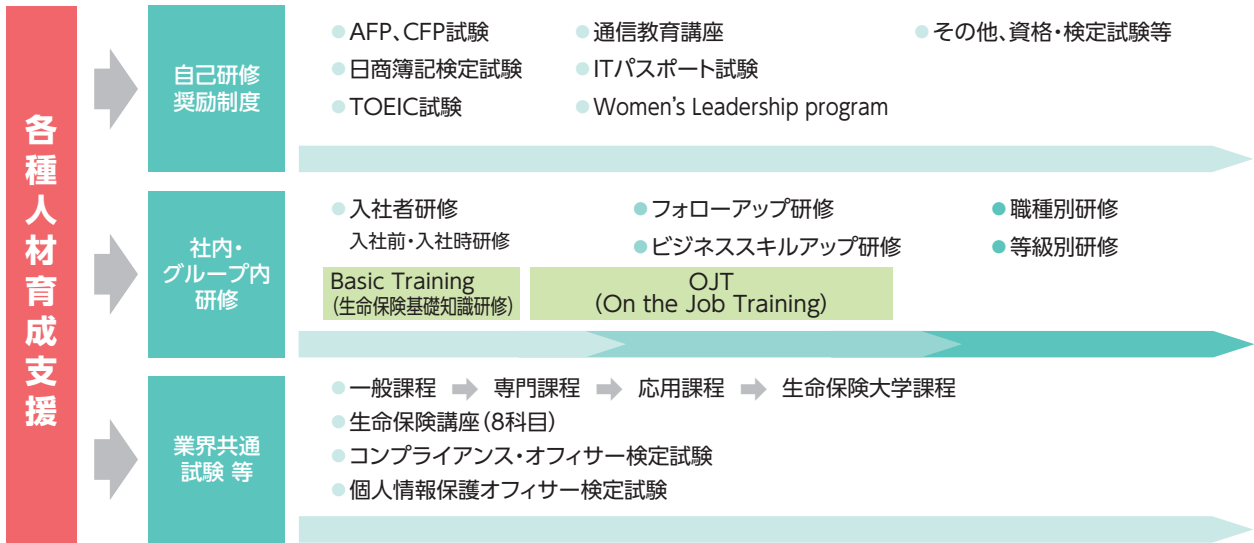 各種人材育成支援
自己研修
奨励制度
AFP、CFP試験
日商簿記検定試験
TOEIC試験
通信教育講座
ITパスポート試験
Women's Leadership program
その他、資格・検定試験等
社内・
グループ内
研修
入社者研修
入社前・入社時研修
フォローアップ研修
ビジネススキルアップ研修
職種別研修
等級別研修
Basic Training
(生命保険基礎知識研修)
OJT
(On the Job Training)
業界共通
試験 等
一般課程 専門課程 応用課程 生命保険大学課程
生命保険講座(8科目)
コンプライアンス・オフィサー検定試験
個人情報保護オフィサー検定試験